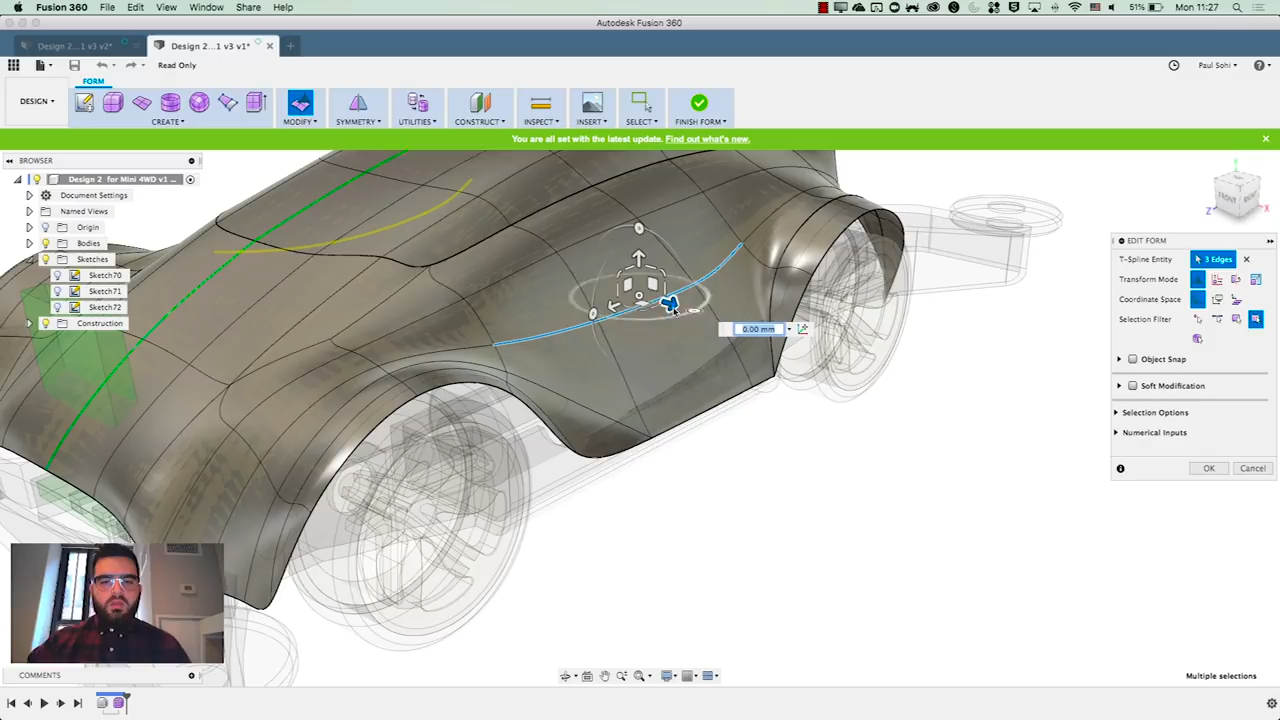 Fusion 360 File Edit View Window Share Help 51% Mon 11:27
Autodesk Fusion 360
Design 2...1 v3 v2* Design 2...1 v3 v1*
Read Only Paul Sohi
FORM
DESIGN
CREATE MODIFY SYMMETRY UTILITIES CONSTRUCT INSPECT INSERT SELECT FINISH FORM
You are all set with the latest update. Find out what's new.
BROWSER
Design 2 for Mini 4WD v1 ...
Document Settings
Named Views
Origin
Bodies
Sketches
Sketch70
Sketch71
Sketch72
Construction
FRONT
Z
0.00 mm
EDIT FORM
T-Spline Entity 3 Edges
Transform Mode
Coordinate Space
Selection Filter
Object Snap
Soft Modification
Selection Options
Numerical Inputs
OK Cancel
COMMENTS
Multiple selections